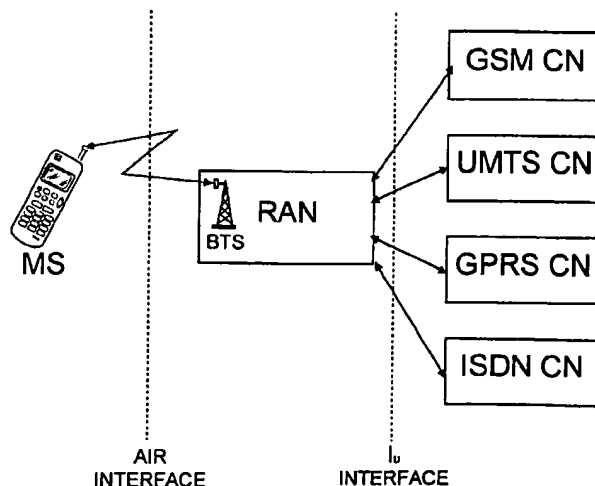 GSM CN
UMTS CN
RAN
BTS
MS
GPRS CN
ISDN CN
AIR
INTERFACE
Iu
INTERFACE